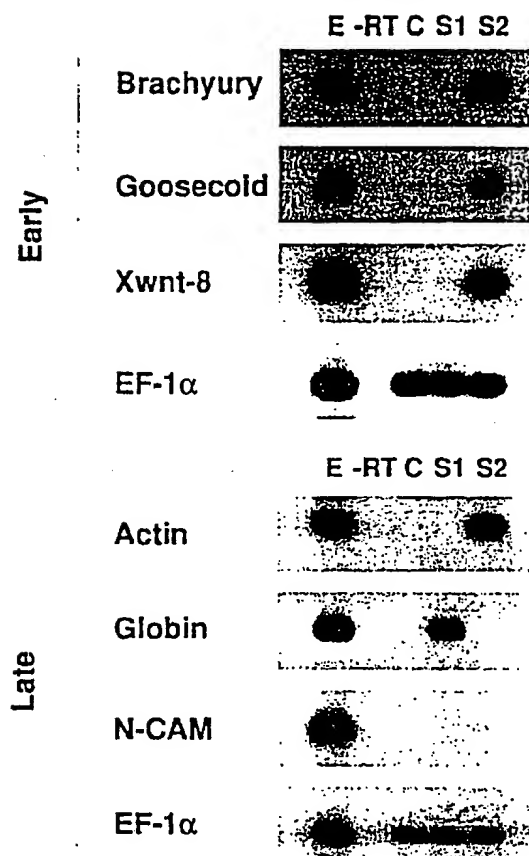 E -RT C S1 S2
Brachyury
Goosecoid
Early
Xwnt-8
EF-1α
E -RT C S1 S2
Actin
Globin
Late
N-CAM
EF-1α